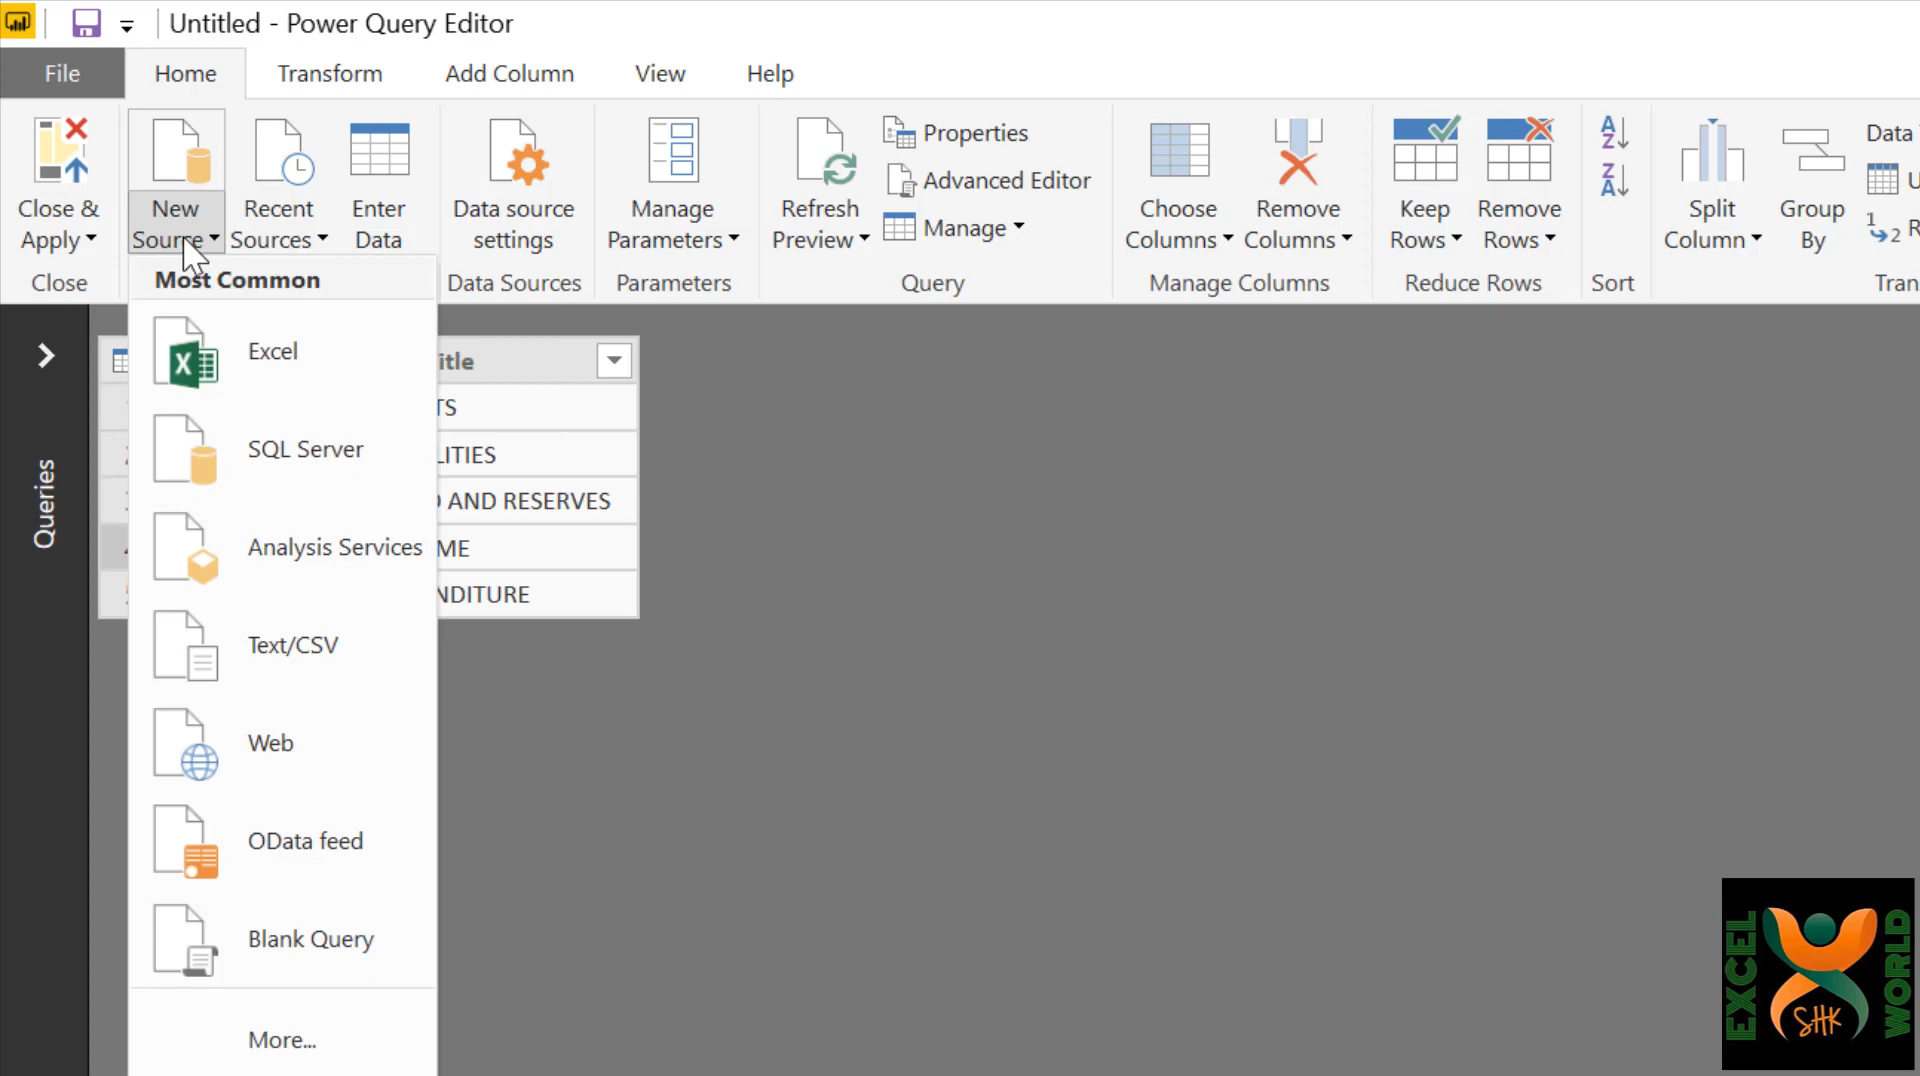 Untitled - Power Query Editor
File
Home
Transform
Add Column
View
Help
Close &
Apply
Close
New
Source
Recent
Sources
Enter
Data
Data source
settings
Data Sources
Manage
Parameters
Parameters
Refresh
Preview
Properties
Advanced Editor
Manage
Query
Choose
Columns
Remove
Columns
Manage Columns
Keep
Rows
Remove
Rows
Reduce Rows
A
Z
Z
A
Sort
Split
Column
Group
By
Data
U
1
2 R
Tran
Most Common
Excel
SQL Server
Analysis Services
Text/CSV
Web
OData feed
Blank Query
More...
Queries
itle
TS
LITIES
AND RESERVES
ME
NDITURE
EXCEL
WORLD
SHK